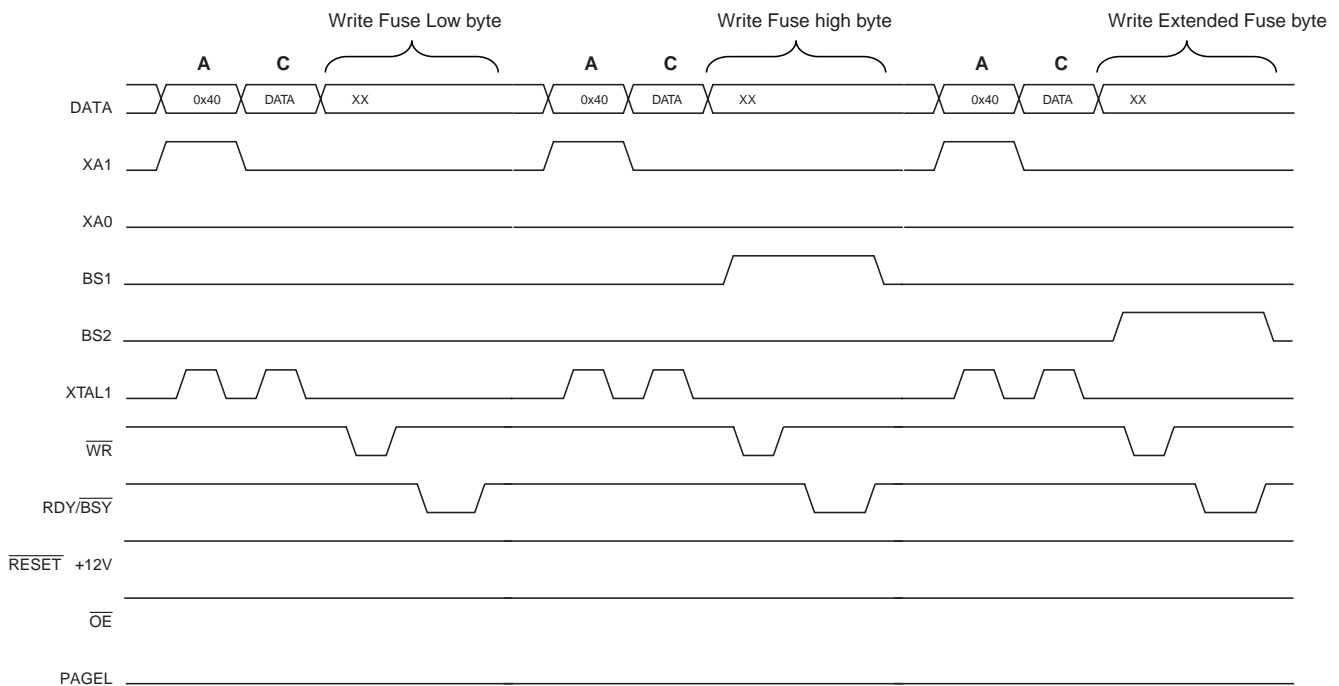 Write Fuse Low byte Write Fuse high byte Write Extended Fuse byte
A C A C A C
DATA 0x40 DATA XX 0x40 DATA XX 0x40 DATA XX
XA1
XA0
BS1
BS2
XTAL1
WR
RDY/BSY
RESET +12V
OE
PAGEL